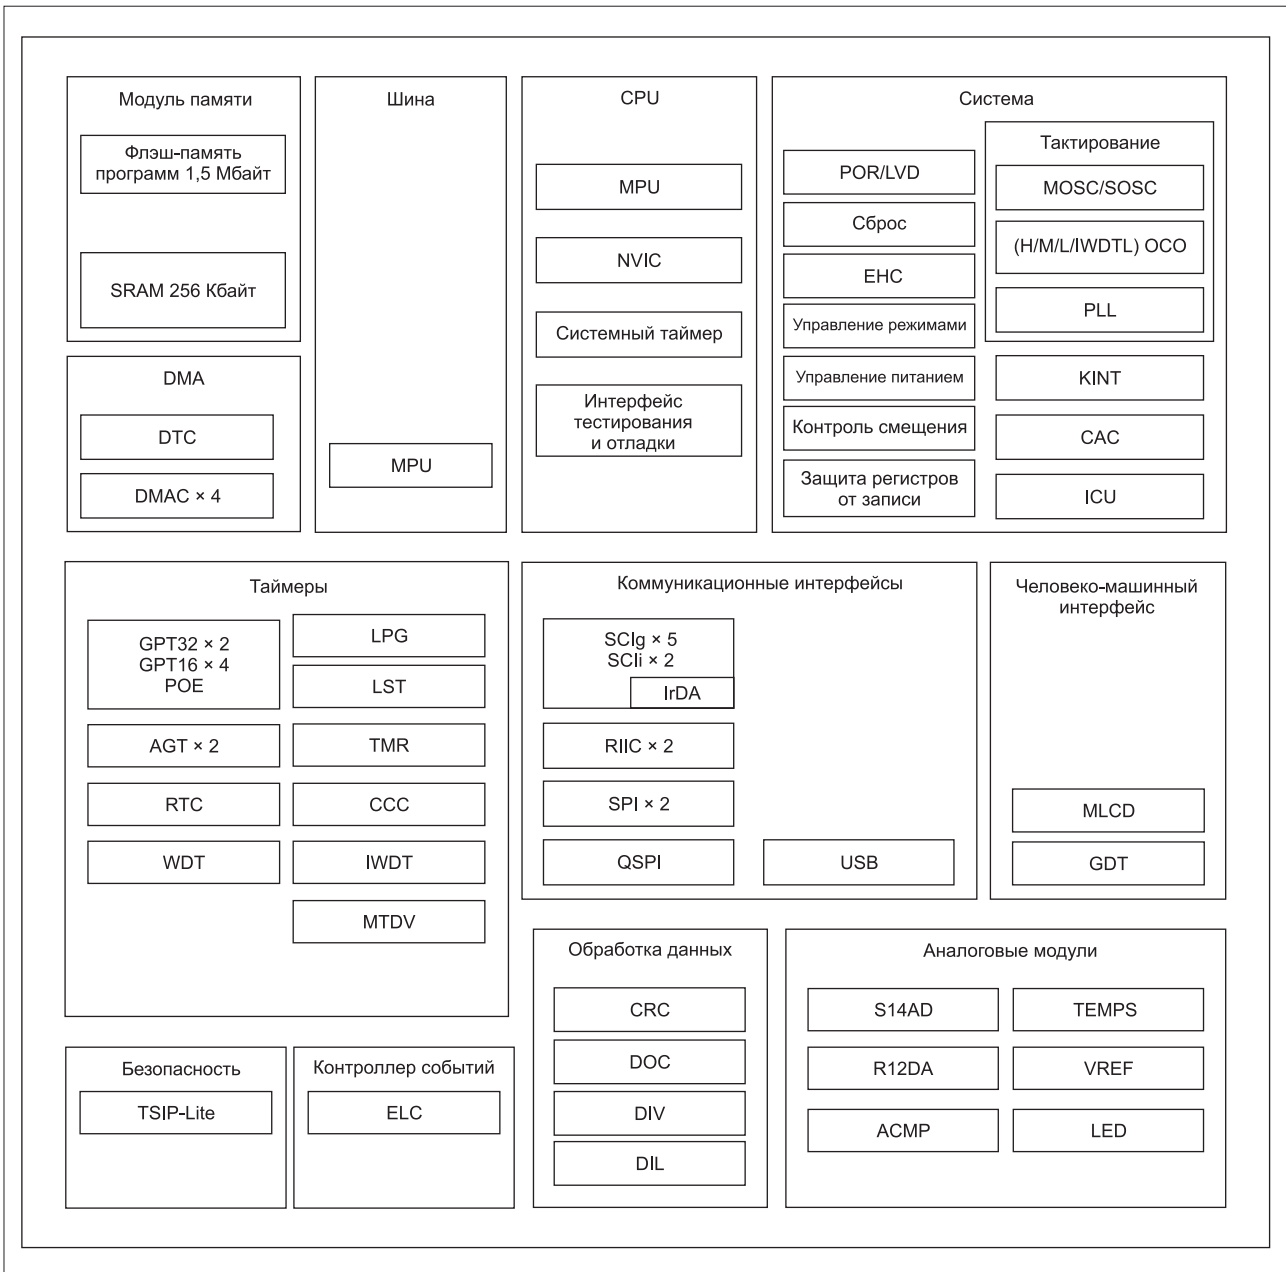 Модуль памяти
Флэш-память
программ 1,5 Мбайт
SRAM 256 Кбайт
DMA
DTC
DMAC × 4
Шина
MPU
CPU
MPU
NVIC
Системный таймер
Интерфейс
тестирования
и отладки
Система
POR/LVD
Сброс
EHC
Управление режимами
Управление питанием
Контроль смещения
Защита регистров
от записи
Тактирование
MOSC/SOSC
(H/M/L/IWDTL) OCO
PLL
KINT
CAC
ICU
Таймеры
GPT32 × 2
GPT16 × 4
POE
AGT × 2
RTC
WDT
LPG
LST
TMR
CCC
IWDT
MTDV
Коммуникационные интерфейсы
SCIg × 5
SCIi × 2
IrDA
RIIC × 2
SPI × 2
QSPI
USB
Человеко-машинный
интерфейс
MLCD
GDT
Безопасность
TSIP-Lite
Контроллер событий
ELC
Обработка данных
CRC
DOC
DIV
DIL
Аналоговые модули
S14AD
R12DA
ACMP
TEMPS
VREF
LED